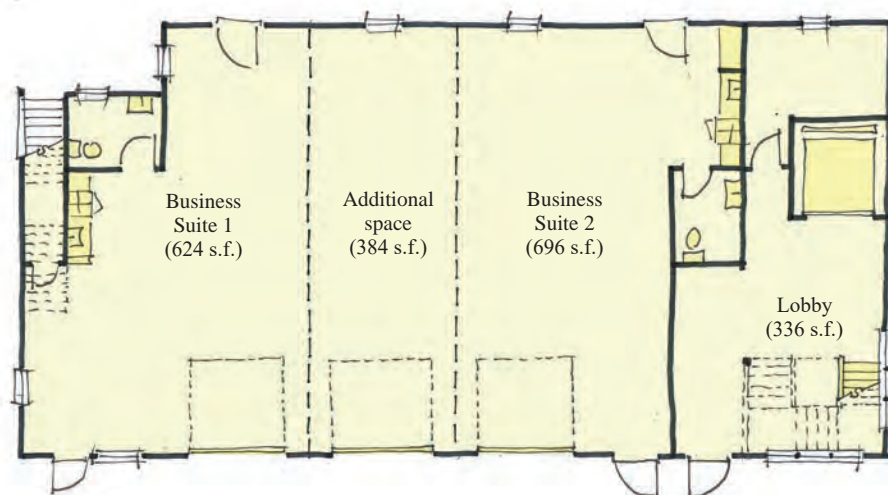 Business
Suite 1
(624 s.f.)
Additional
space
(384 s.f.)
Business
Suite 2
(696 s.f.)
Lobby
(336 s.f.)